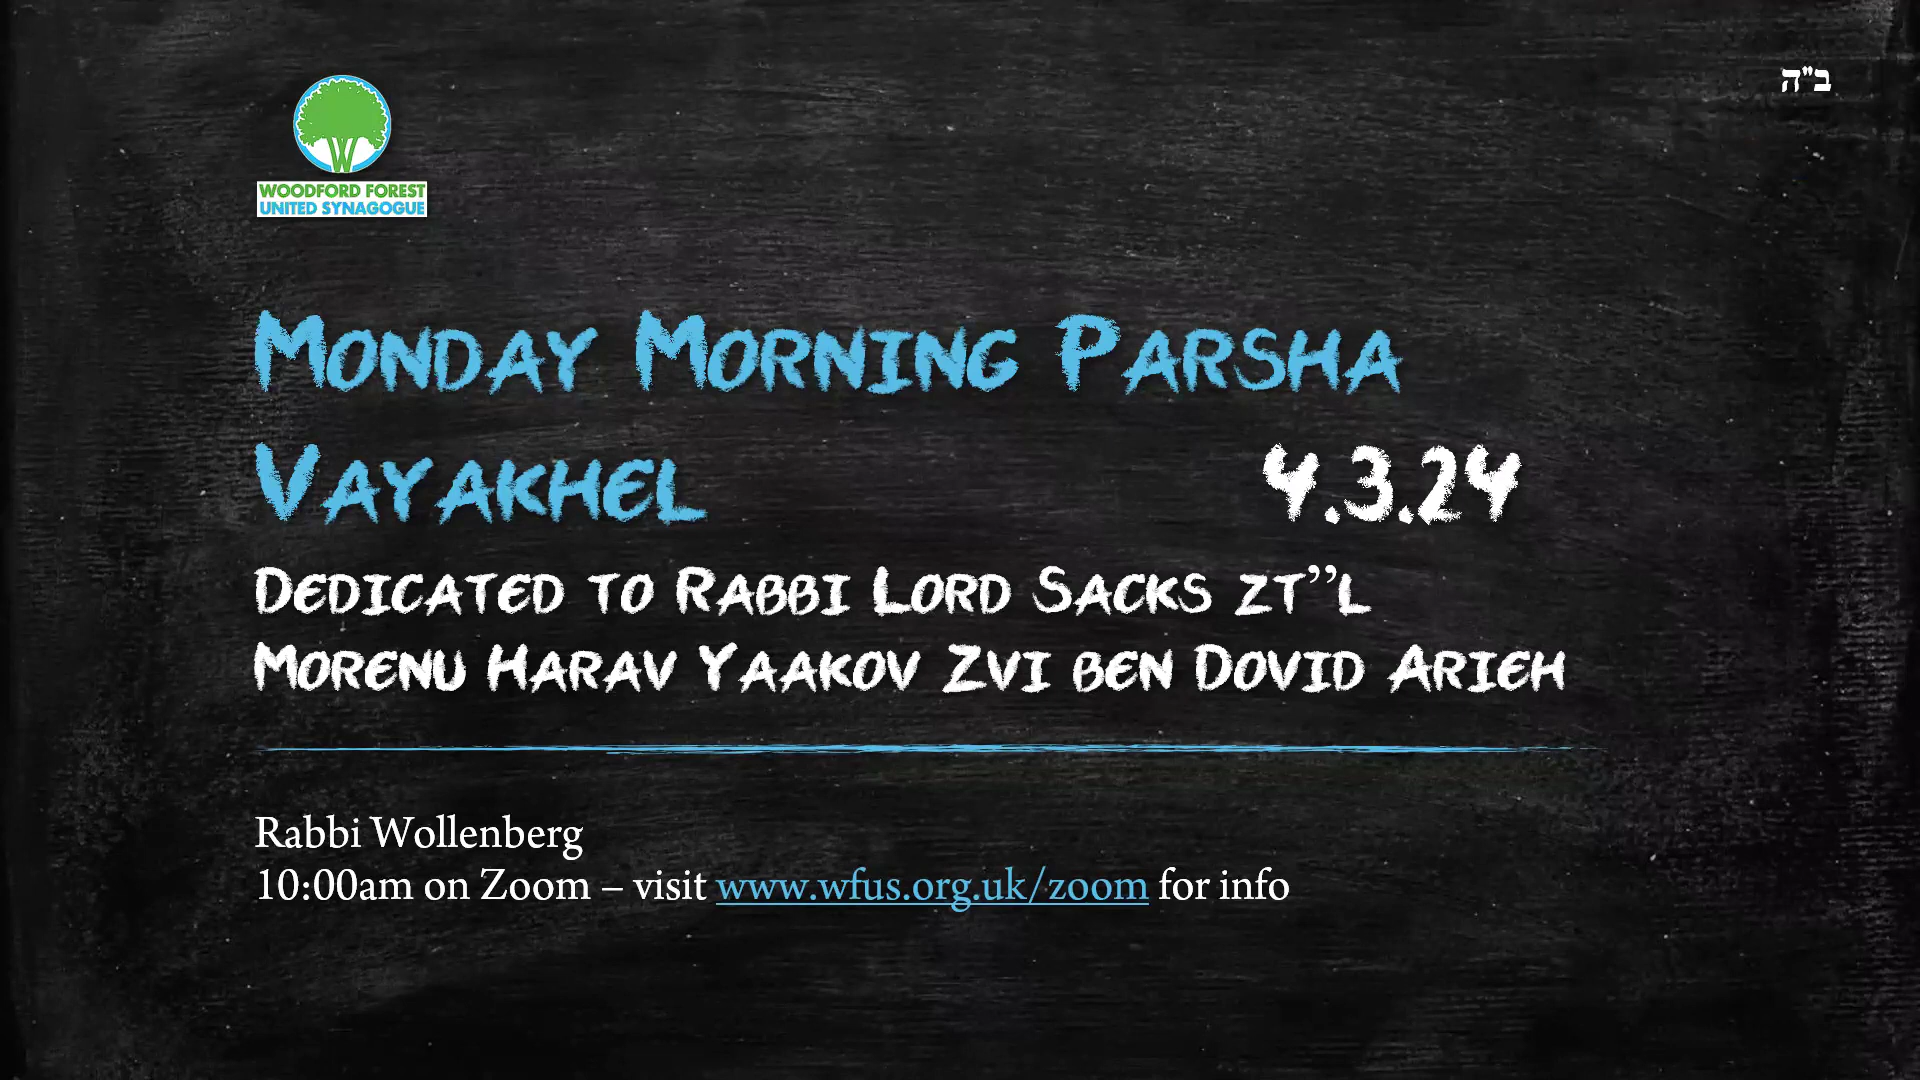 ב"ה
WOODFORD FOREST
UNITED SYNAGOGUE
Monday Morning Parsha
Vayakhel 4.3.24
Dedicated to Rabbi Lord Sacks zt”l
Morenu Harav Yaakov Zvi ben Dovid Arieh
Rabbi Wollenberg
10:00am on Zoom – visit www.wfus.org.uk/zoom for info